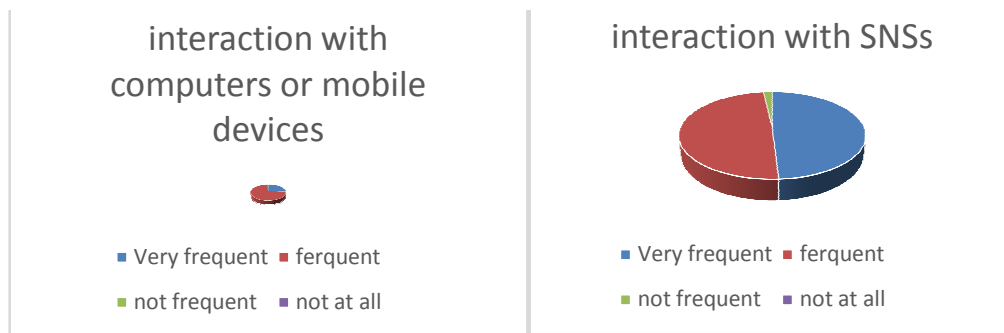 interaction with
computers or mobile
devices
Very frequent ferquent
not frequent not at all
interaction with SNSs
Very frequent ferquent
not frequent not at all